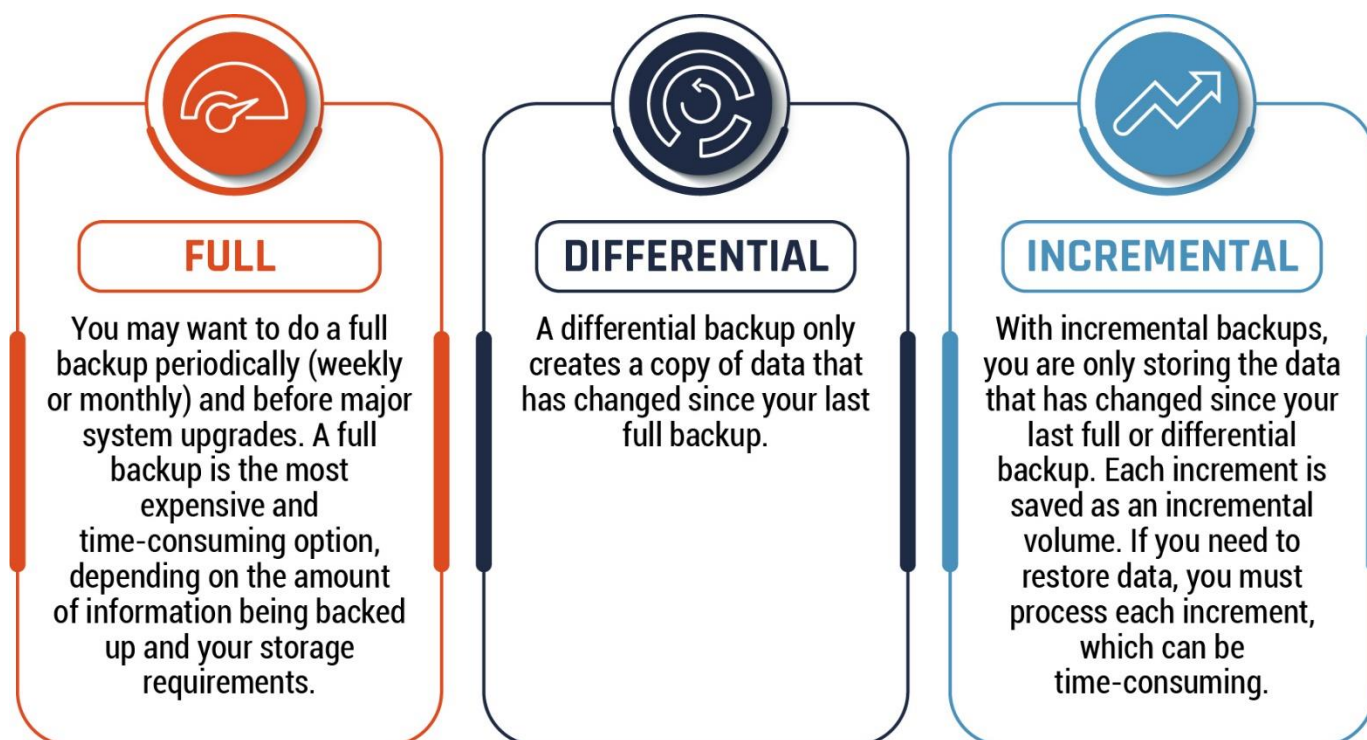 FULL
You may want to do a full
backup periodically (weekly
or monthly) and before major
system upgrades. A full
backup is the most
expensive and
time-consuming option,
depending on the amount
of information being backed
up and your storage
requirements.
DIFFERENTIAL
A differential backup only
creates a copy of data that
has changed since your last
full backup.
INCREMENTAL
With incremental backups,
you are only storing the data
that has changed since your
last full or differential
backup. Each increment is
saved as an incremental
volume. If you need to
restore data, you must
process each increment,
which can be
time-consuming.